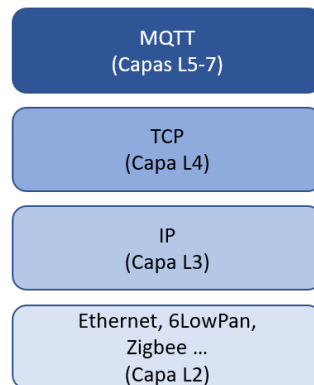 MQTT
(Capas L5-7)
TCP
(Capa L4)
IP
(Capa L3)
Ethernet, 6LowPan,
Zigbee ...
(Capa L2)